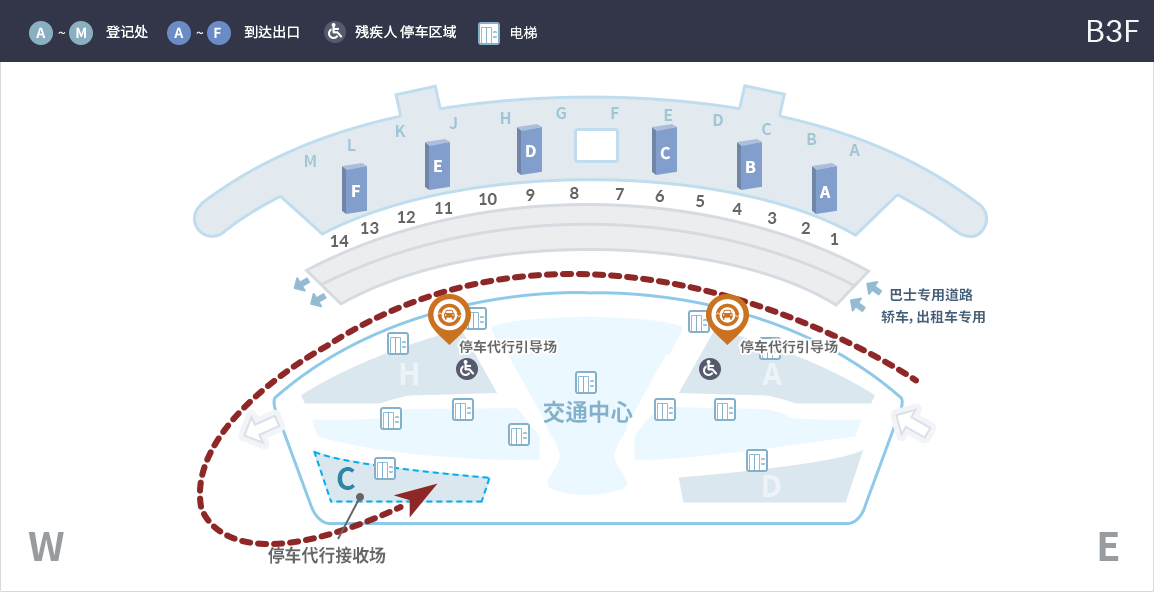 A ~ M 登记处 A ~ F 到达出口 残疾人 停车区域 电梯 B3F
M L K J H G F E D C B A
F E D C B A
14 13 12 11 10 9 8 7 6 5 4 3 2 1
巴士专用道路
轿车, 出租车专用
停车代行引导场 停车代行引导场
H A
交通中心
C D
停车代行接收场
W E